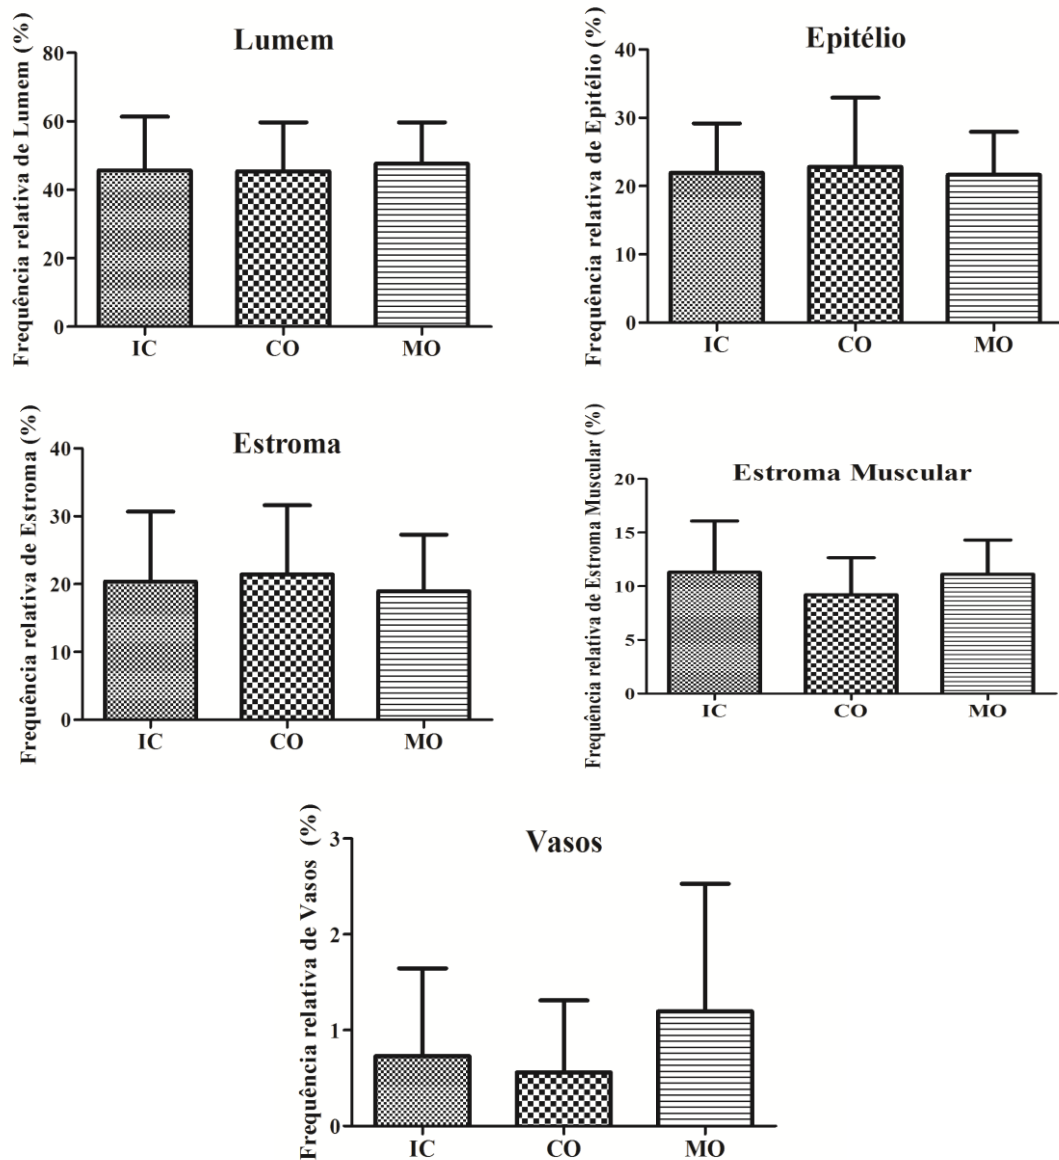 Lumem
Frequência relativa de Lumem (%)
80
60
40
20
0
IC CO MO
Epitélio
Frequência relativa de Epitélio (%)
40
30
20
10
0
IC CO MO
Estroma
Frequência relativa de Estroma (%)
40
30
20
10
0
IC CO MO
Estroma Muscular
Frequência relativa de Estroma Muscular (%)
20
15
10
5
0
IC CO MO
Vasos
Frequência relativa de Vasos (%)
3
2
1
0
IC CO MO